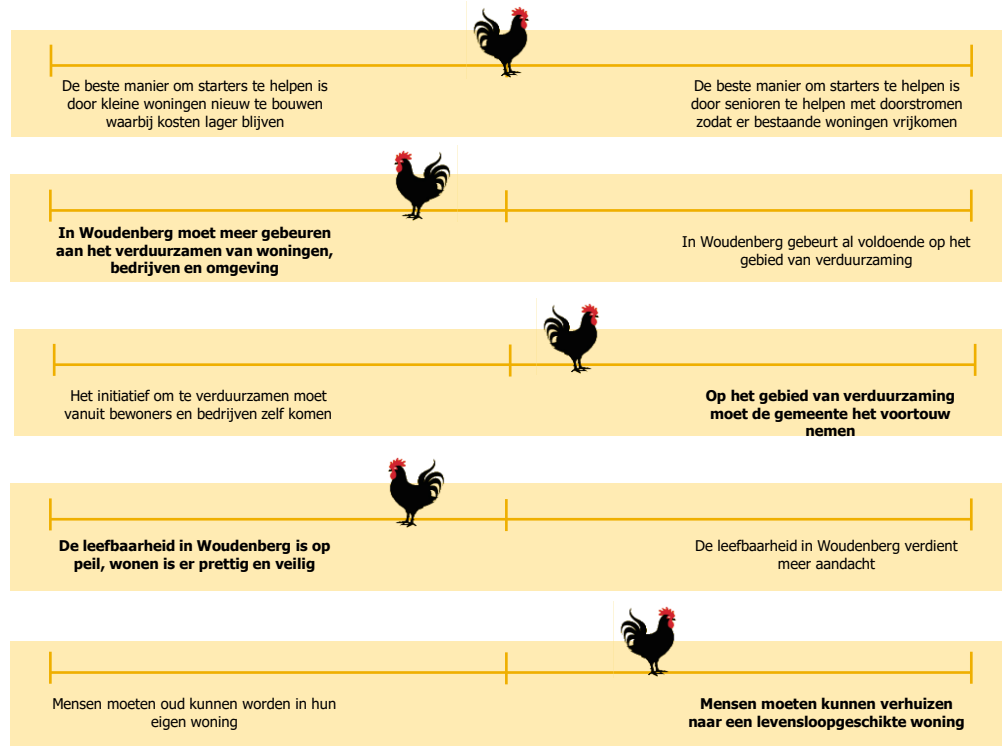 De beste manier om starters te helpen is
door kleine woningen nieuw te bouwen
waarbij kosten lager blijven
De beste manier om starters te helpen is
door senioren te helpen met doorstromen
zodat er bestaande woningen vrijkomen
In Woudenberg moet meer gebeuren
aan het verduurzamen van woningen,
bedrijven en omgeving
In Woudenberg gebeurt al voldoende op het
gebied van verduurzaming
Het initiatief om te verduurzamen moet
vanuit bewoners en bedrijven zelf komen
Op het gebied van verduurzaming
moet de gemeente het voortouw
nemen
De leefbaarheid in Woudenberg is op
peil, wonen is er prettig en veilig
De leefbaarheid in Woudenberg verdient
meer aandacht
Mensen moeten oud kunnen worden in hun
eigen woning
Mensen moeten kunnen verhuizen
naar een levensloopgeschikte woning